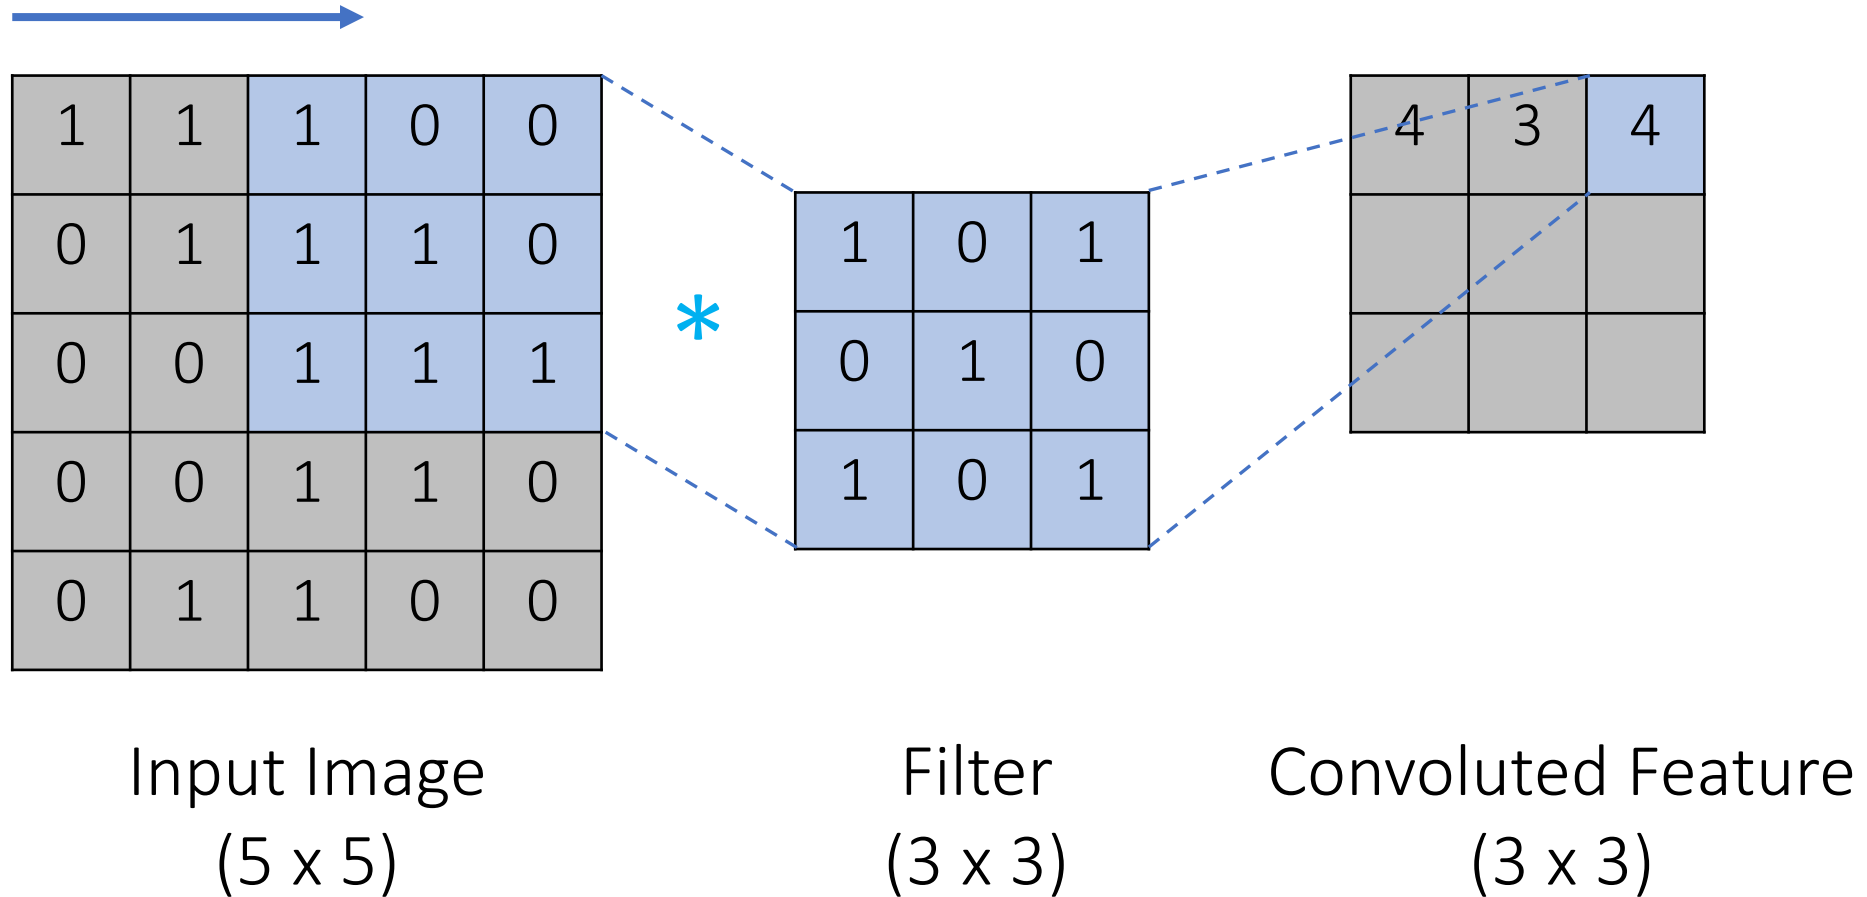 1 1 1 0 0
0 1 1 1 0
0 0 1 1 1
0 0 1 1 0
0 1 1 0 0
*
1 0 1
0 1 0
1 0 1
4 3 4
Input Image
(5 x 5)
Filter
(3 x 3)
Convoluted Feature
(3 x 3)